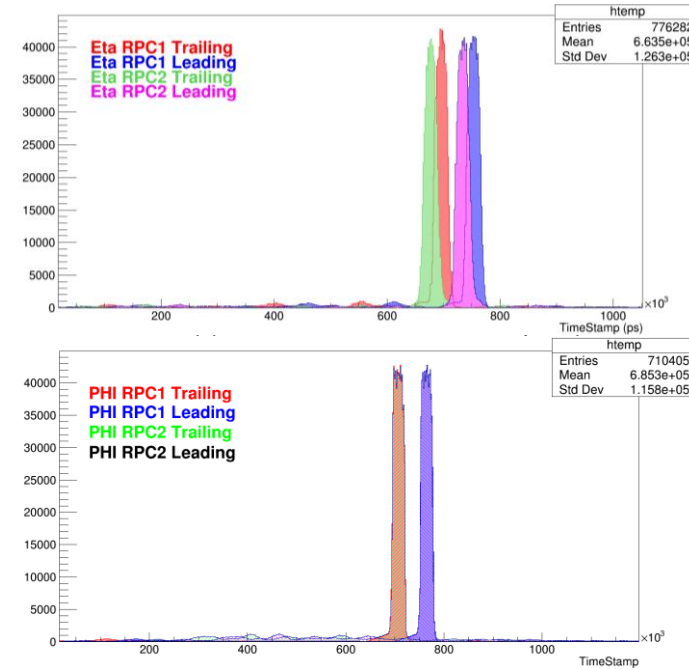 htemp
Entries 776282
Mean 6.635e+05
Std Dev 1.263e+05
40000
35000
30000
25000
20000
15000
10000
5000
0
Eta RPC1 Trailing
Eta RPC1 Leading
Eta RPC2 Trailing
Eta RPC2 Leading
200 400 600 800 1000
×10³
TimeStamp (ps)
htemp
Entries 710405
Mean 6.853e+05
Std Dev 1.158e+05
40000
35000
30000
25000
20000
15000
10000
5000
0
PHI RPC1 Trailing
PHI RPC1 Leading
PHI RPC2 Trailing
PHI RPC2 Leading
200 400 600 800 1000
×10³
TimeStamp